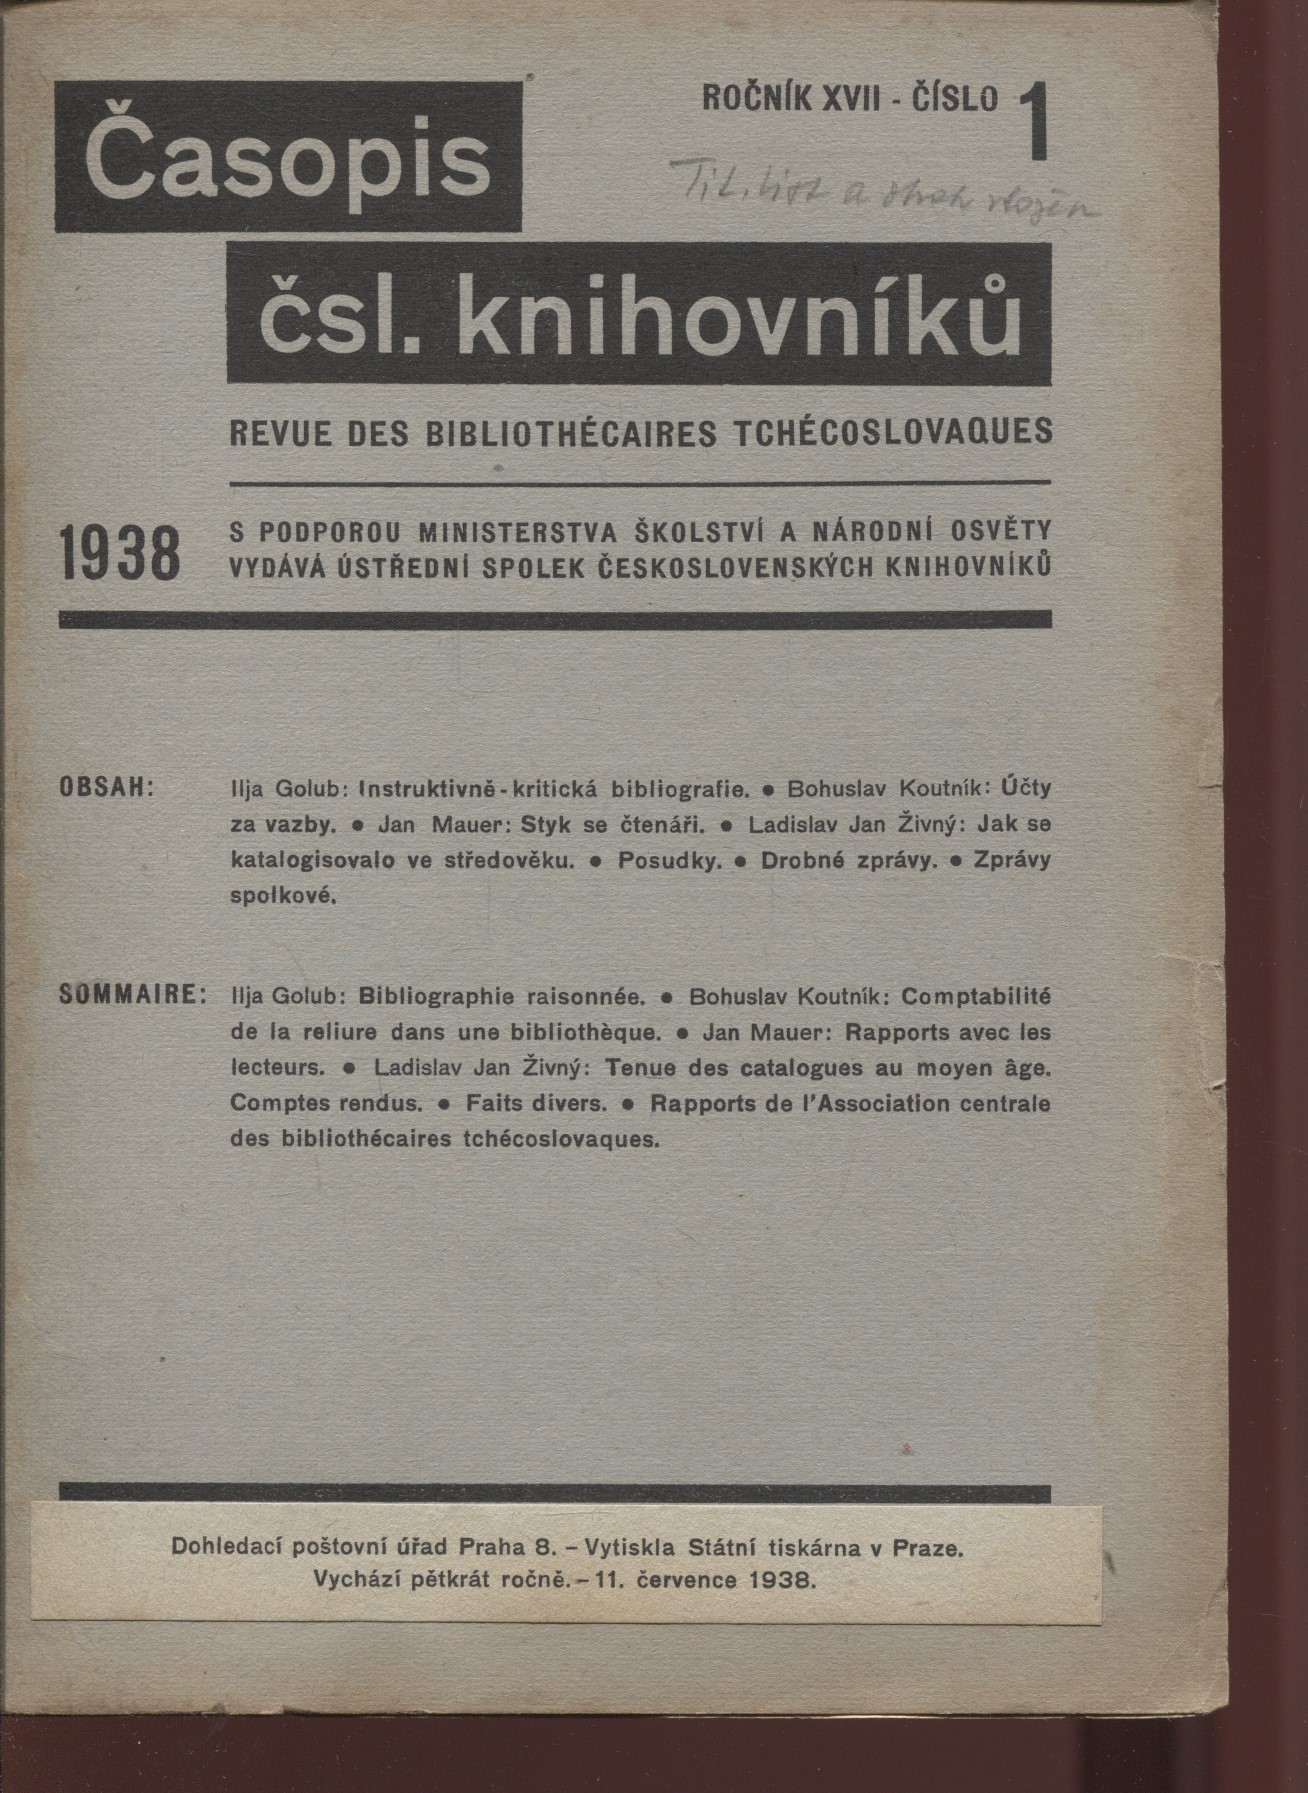 Časopis
ROČNÍK XVII - ČÍSLO 1
Tit. list a obsah vložen
čsl. knihovníků
REVUE DES BIBLIOTHÉCAIRES TCHÉCOSLOVAQUES
1938
S PODPOROU MINISTERSTVA ŠKOLSTVÍ A NÁRODNÍ OSVĚTY
VYDÁVÁ ÚSTŘEDNÍ SPOLEK ČESKOSLOVENSKÝCH KNIHOVNÍKŮ
OBSAH: Ilja Golub: Instruktivně-kritická bibliografie. ● Bohuslav Koutník: Účty
za vazby. ● Jan Mauer: Styk se čtenáři. ● Ladislav Jan Živný: Jak se
katalogisovalo ve středověku. ● Posudky. ● Drobné zprávy. ● Zprávy
spolkové.
SOMMAIRE: Ilja Golub: Bibliographie raisonnée. ● Bohuslav Koutník: Comptabilité
de la reliure dans une bibliothèque. ● Jan Mauer: Rapports avec les
lecteurs. ● Ladislav Jan Živný: Tenue des catalogues au moyen âge.
Comptes rendus. ● Faits divers. ● Rapports de l'Association centrale
des bibliothécaires tchécoslovaques.
Dohledací poštovní úřad Praha 8. – Vytiskla Státní tiskárna v Praze.
Vychází pětkrát ročně. – 11. července 1938.